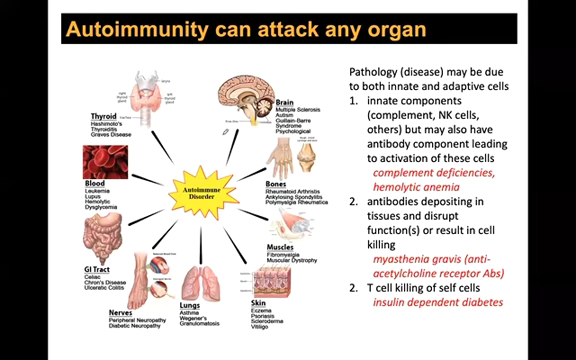 Autoimmunity can attack any organ
Thyroid
Hashimoto's
Thyroiditis
Graves Disease
Brain
Multiple Sclerosis
Autism
Guillain-Barre
Syndrome
Psychological
Blood
Leukemia
Lupus
Hemolytic
Dysglycemia
Autoimmune
Disorder
Bones
Rheumatoid Arthritis
Ankylosing Spondylitis
Polymyalgia Rheumatica
GI Tract
Celiac
Chron's Disease
Ulceratic Colitis
Muscles
Fibromyalgia
Muscular Dystrophy
Nerves
Peripheral Neuropathy
Diabetic Neuropathy
Lungs
Asthma
Wegener's
Granulomatosis
Skin
Eczema
Psoriasis
Scleroderma
Vitiligo
Pathology (disease) may be due
to both innate and adaptive cells
1. innate components
(complement, NK cells,
others) but may also have
antibody component leading
to activation of these cells
complement deficiencies,
hemolytic anemia
2. antibodies depositing in
tissues and disrupt
function(s) or result in cell
killing
myasthenia gravis (anti-
acetylcholine receptor Abs)
2. T cell killing of self cells
insulin dependent diabetes